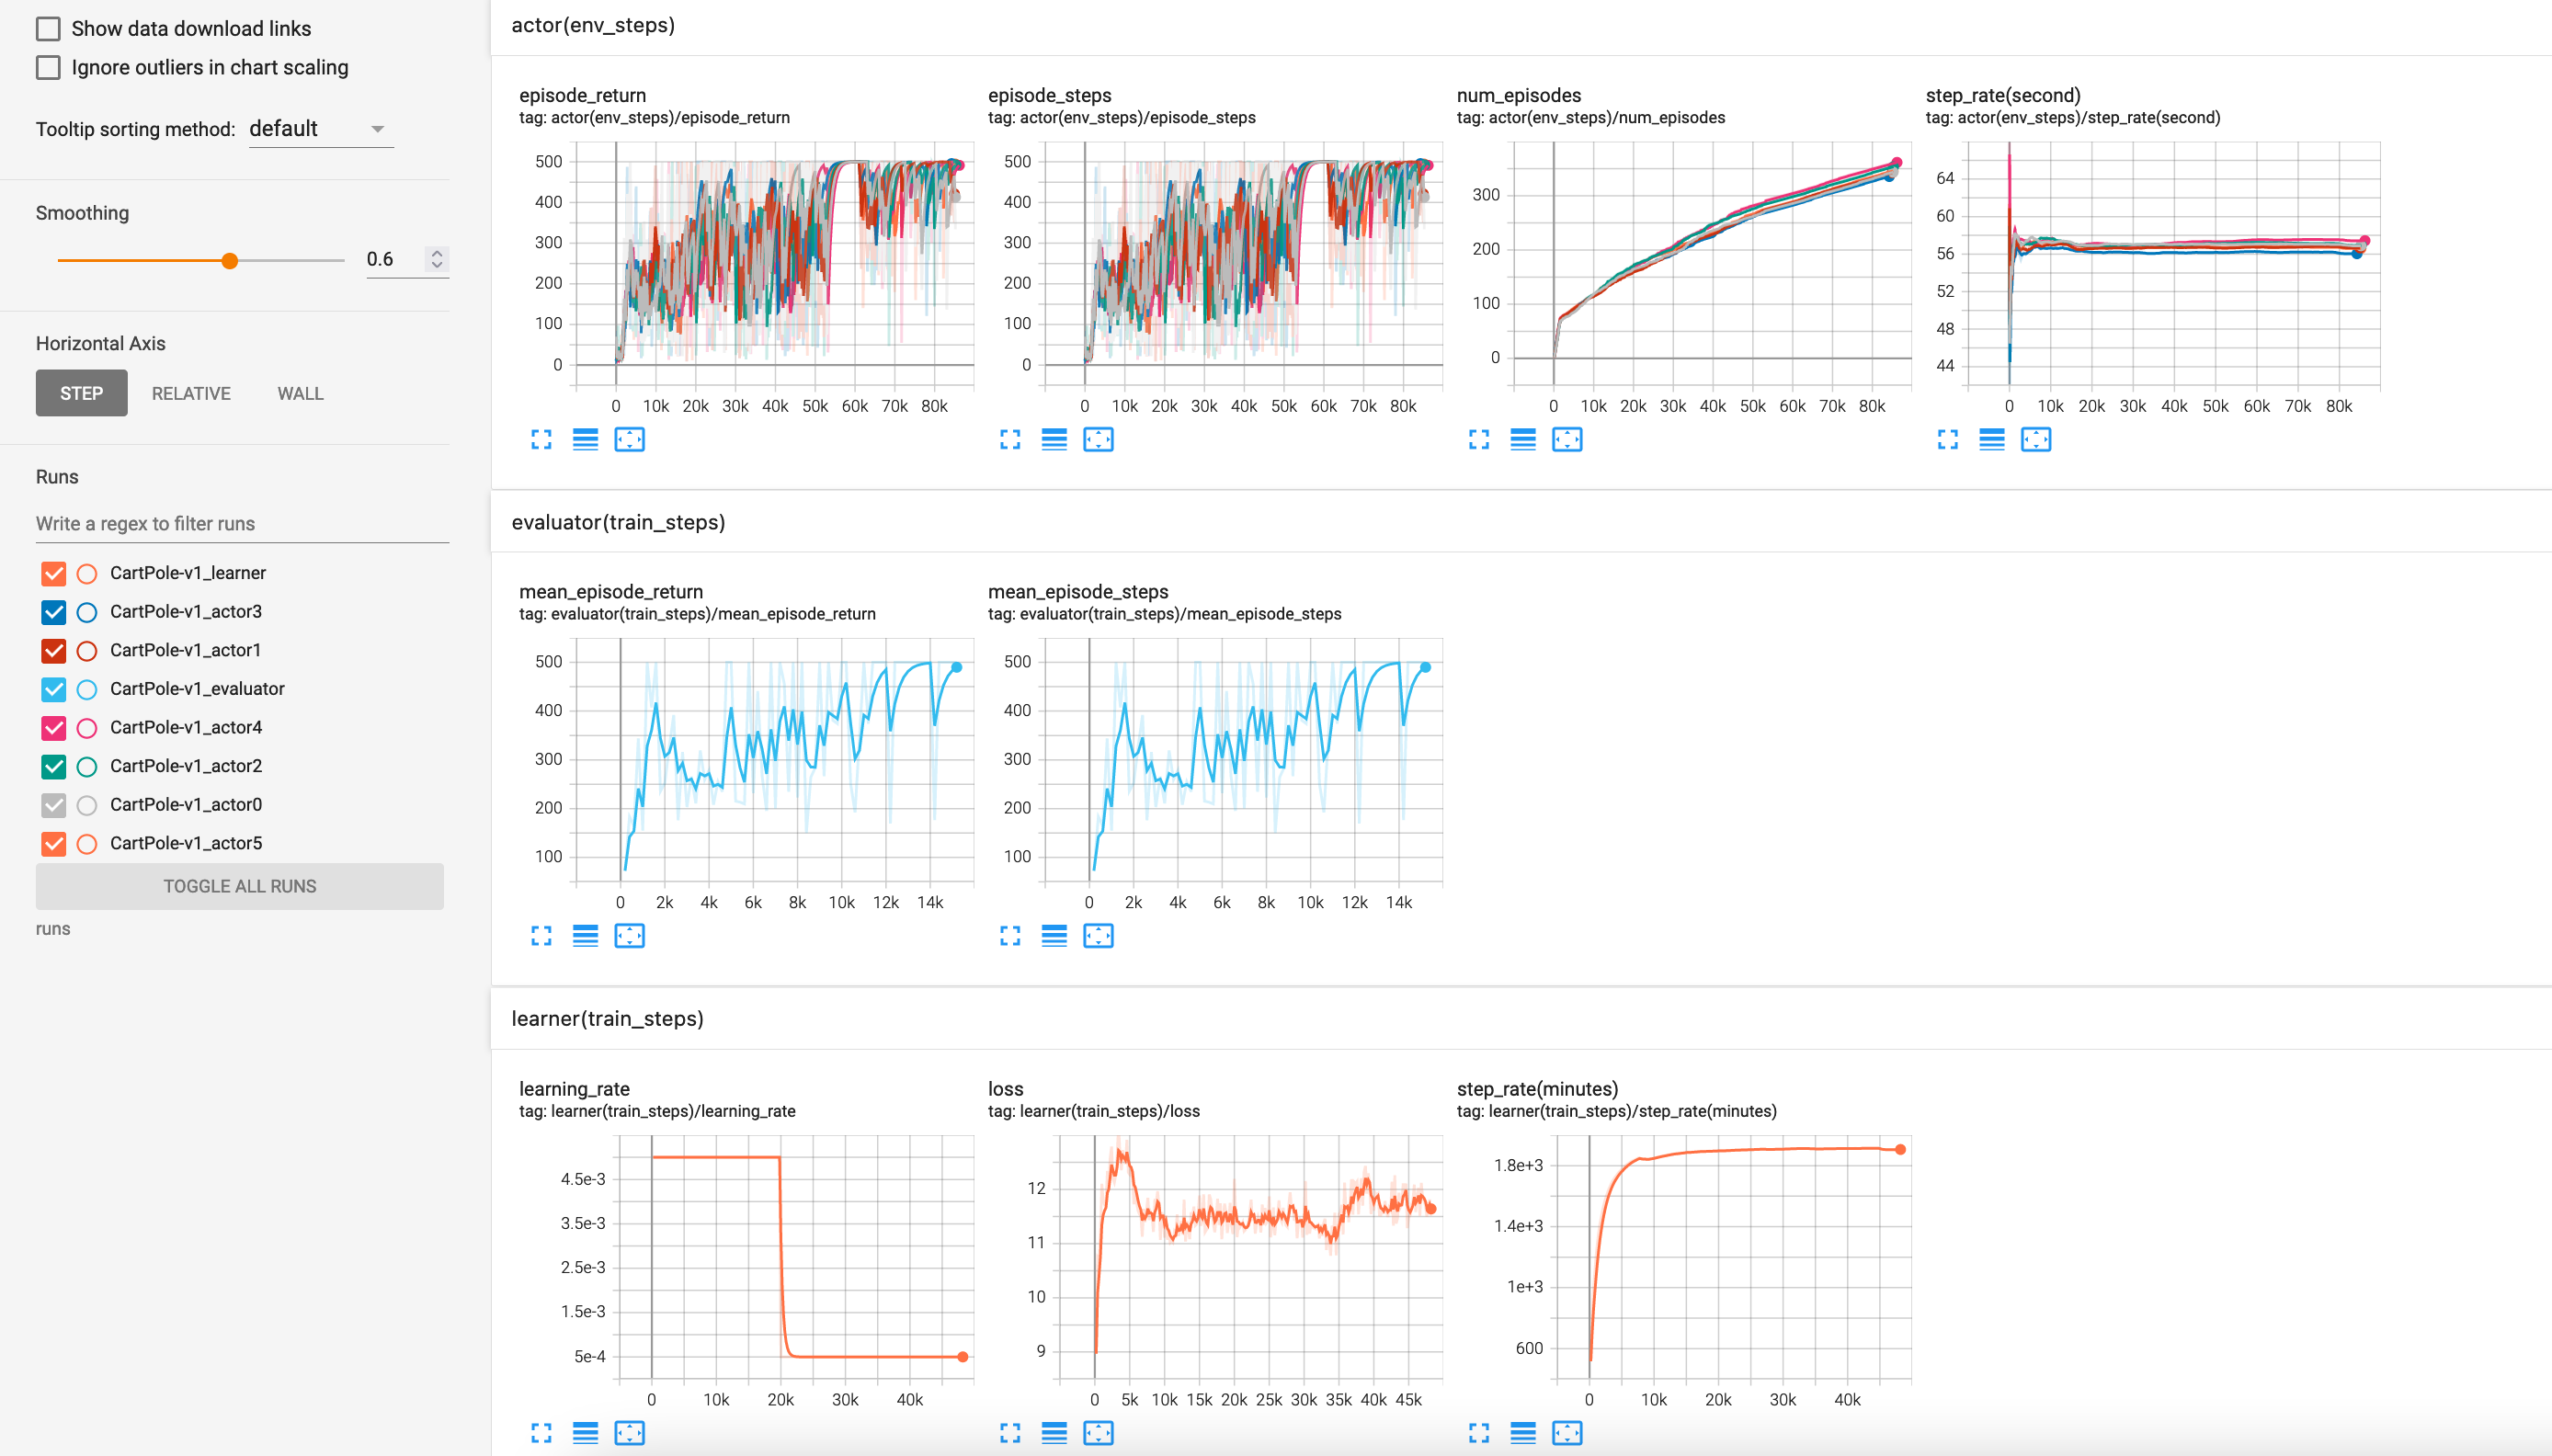 Show data download links
Ignore outliers in chart scaling
Tooltip sorting method: default
Smoothing
0.6
Horizontal Axis
STEP RELATIVE WALL
Runs
Write a regex to filter runs
CartPole-v1_learner
CartPole-v1_actor3
CartPole-v1_actor1
CartPole-v1_evaluator
CartPole-v1_actor4
CartPole-v1_actor2
CartPole-v1_actor0
CartPole-v1_actor5
TOGGLE ALL RUNS
runs
actor(env_steps)
episode_return
tag: actor(env_steps)/episode_return
500
400
300
200
100
0
0 10k 20k 30k 40k 50k 60k 70k 80k
episode_steps
tag: actor(env_steps)/episode_steps
500
400
300
200
100
0
0 10k 20k 30k 40k 50k 60k 70k 80k
num_episodes
tag: actor(env_steps)/num_episodes
300
200
100
0
0 10k 20k 30k 40k 50k 60k 70k 80k
step_rate(second)
tag: actor(env_steps)/step_rate(second)
64
60
56
52
48
44
0 10k 20k 30k 40k 50k 60k 70k 80k
evaluator(train_steps)
mean_episode_return
tag: evaluator(train_steps)/mean_episode_return
500
400
300
200
100
0 2k 4k 6k 8k 10k 12k 14k
mean_episode_steps
tag: evaluator(train_steps)/mean_episode_steps
500
400
300
200
100
0 2k 4k 6k 8k 10k 12k 14k
learner(train_steps)
learning_rate
tag: learner(train_steps)/learning_rate
4.5e-3
3.5e-3
2.5e-3
1.5e-3
5e-4
0 10k 20k 30k 40k
loss
tag: learner(train_steps)/loss
12
11
10
9
0 5k 10k 15k 20k 25k 30k 35k 40k 45k
step_rate(minutes)
tag: learner(train_steps)/step_rate(minutes)
1.8e+3
1.4e+3
1e+3
600
0 10k 20k 30k 40k